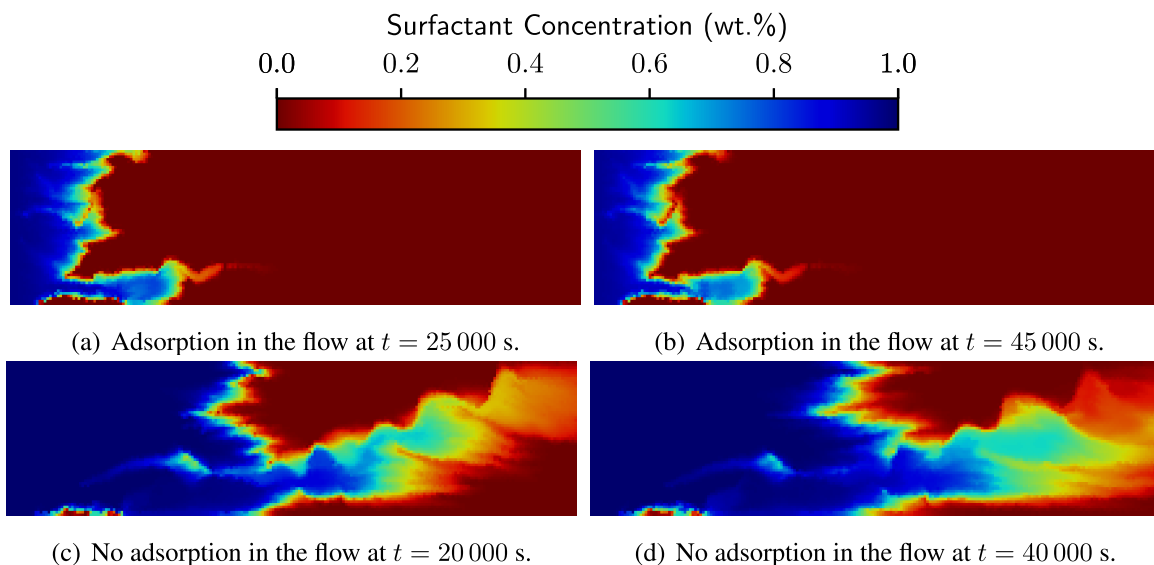 Surfactant Concentration (wt.%)
0.0 0.2 0.4 0.6 0.8 1.0
(a) Adsorption in the flow at t = 25 000 s.
(b) Adsorption in the flow at t = 45 000 s.
(c) No adsorption in the flow at t = 20 000 s.
(d) No adsorption in the flow at t = 40 000 s.